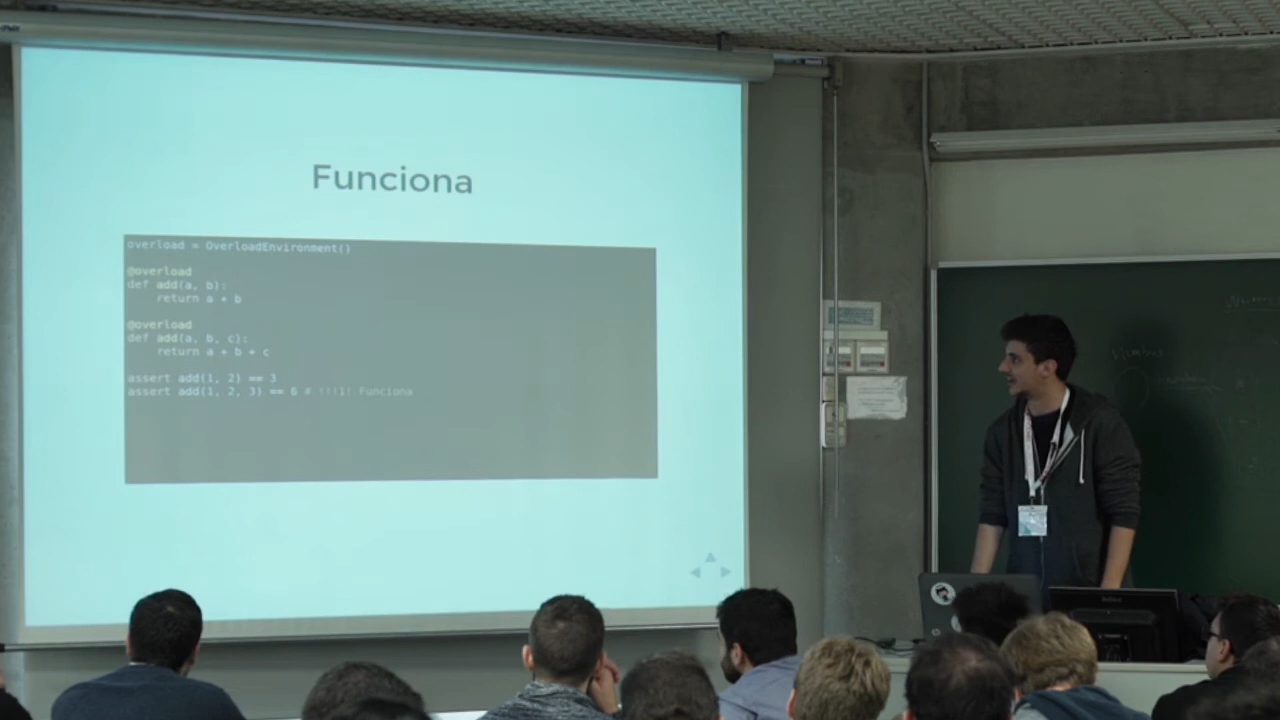 Funciona
overload = OverloadEnvironment()
@overload
def add(a, b):
return a + b
@overload
def add(a, b, c):
return a + b + c
assert add(1, 2) == 3
assert add(1, 2, 3) == 6 # !!!1! Funciona